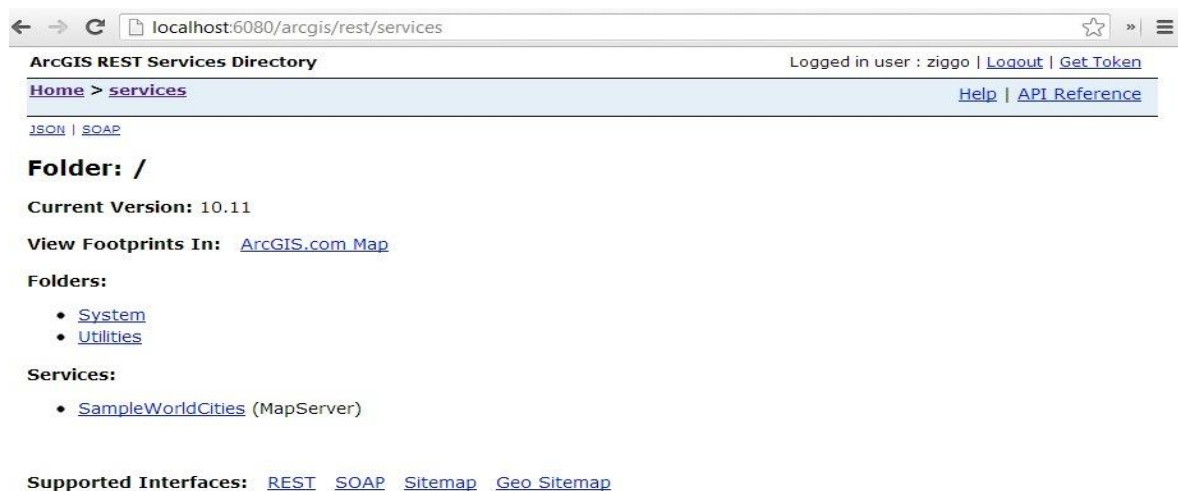 localhost:6080/arcgis/rest/services
ArcGIS REST Services Directory Logged in user : ziggo | Logout | Get Token
Home > services Help | API Reference
JSON | SOAP
Folder: /
Current Version: 10.11
View Footprints In: ArcGIS.com Map
Folders:
• System
• Utilities
Services:
• SampleWorldCities (MapServer)
Supported Interfaces: REST SOAP Sitemap Geo Sitemap